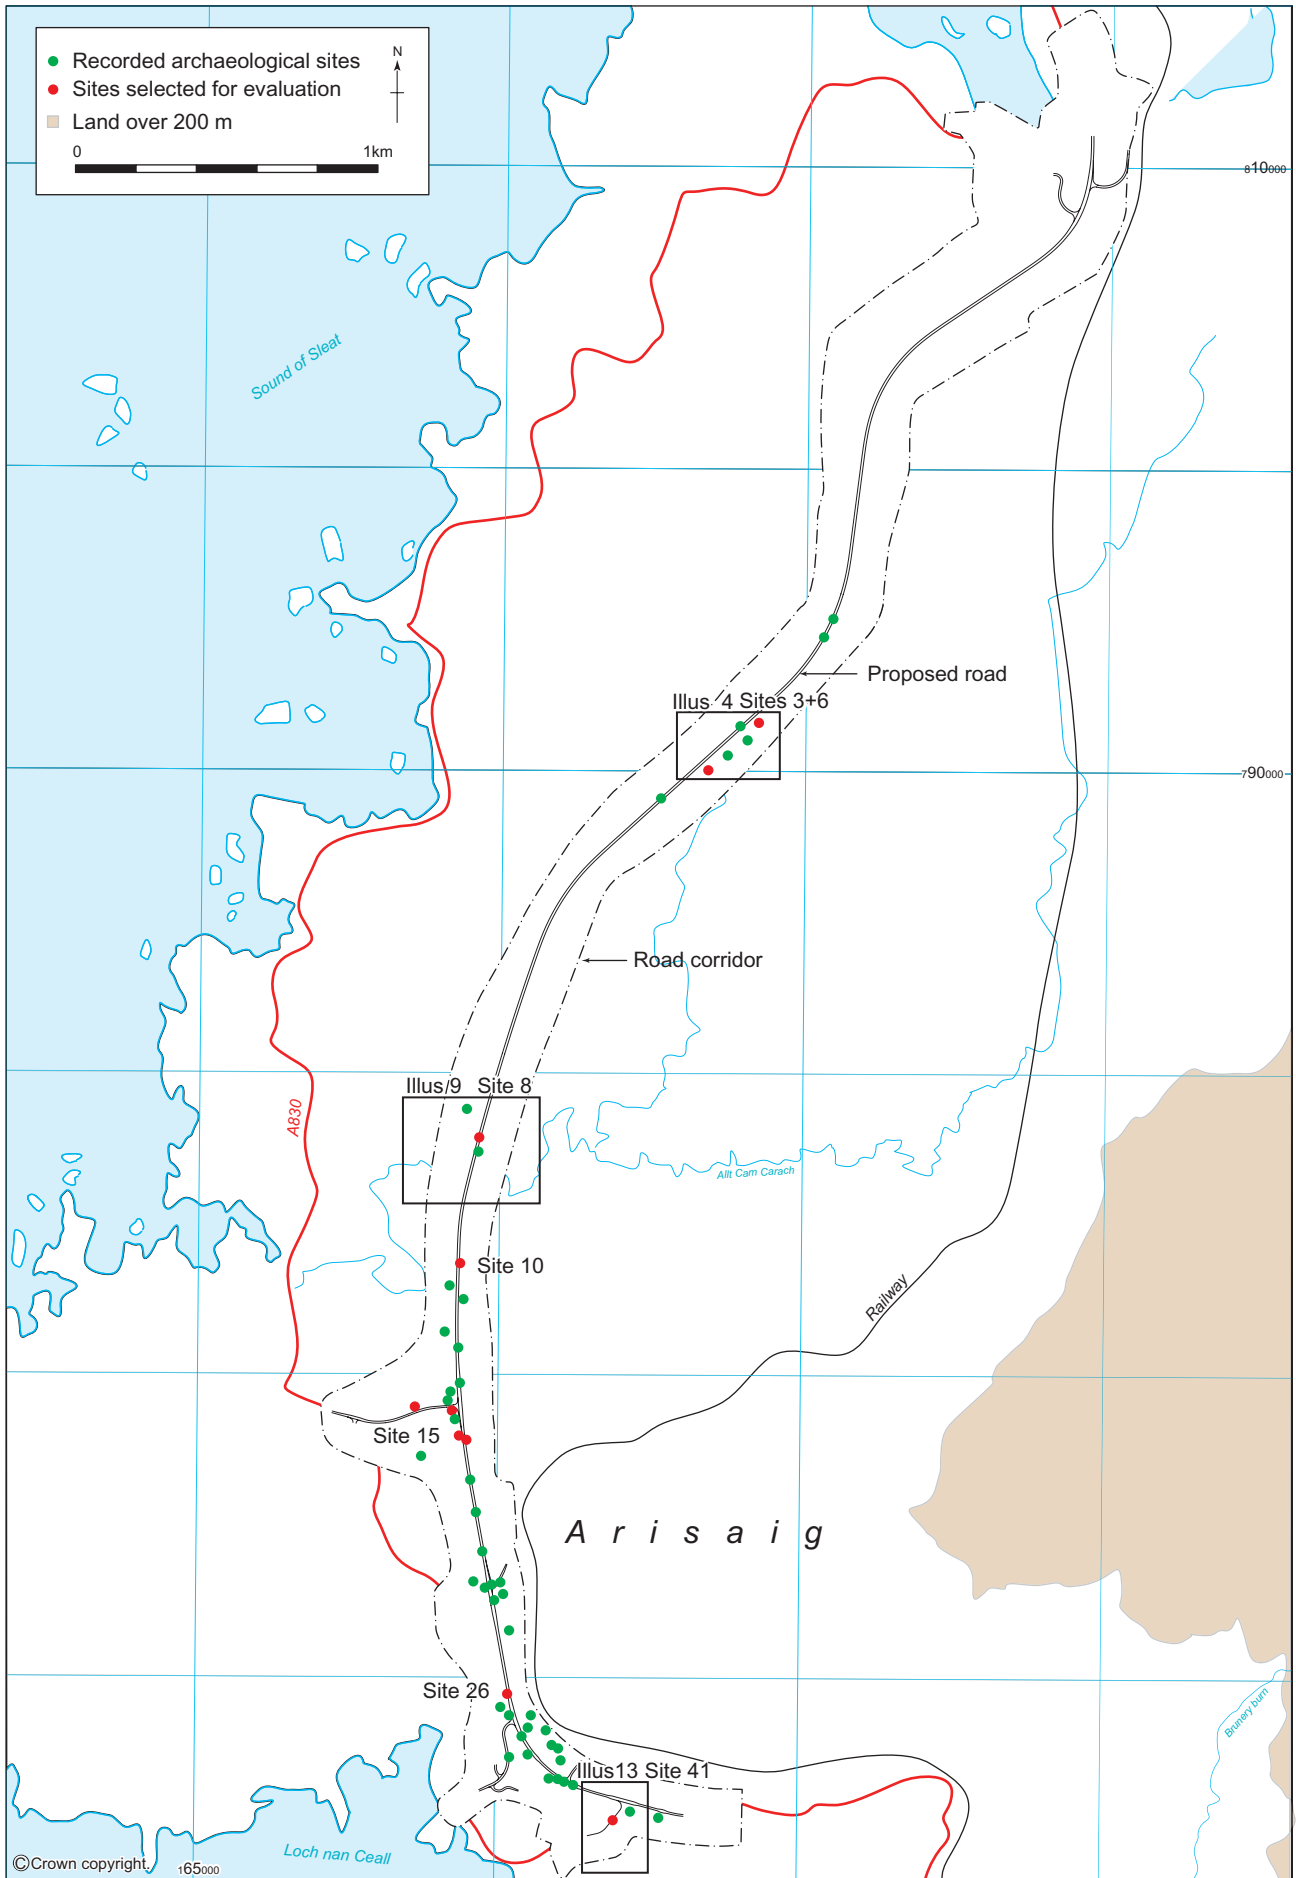 Recorded archaeological sites
Sites selected for evaluation
Land over 200 m
N
0 1km
810000
Sound of Sleat
Proposed road
Illus 4 Sites 3+6
790000
Road corridor
Illus 9 Site 8
A830
Allt Cam Carach
Site 10
Railway
Site 15
Arisaig
Site 26
Brunery burn
Illus13 Site 41
Loch nan Ceall
©Crown copyright.
165000